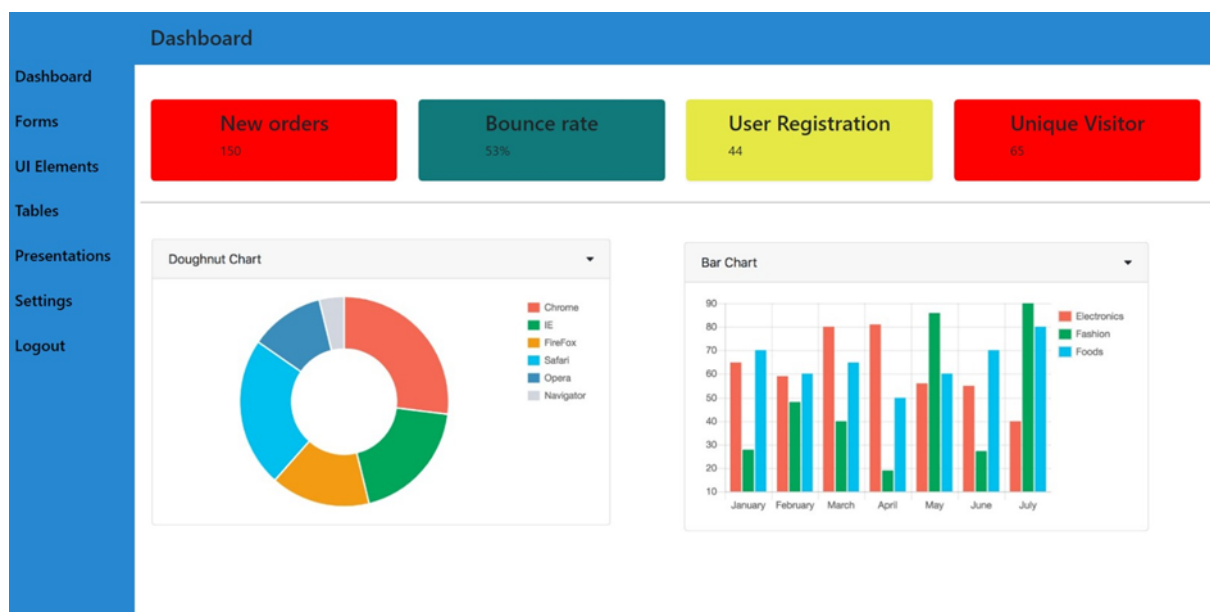 Dashboard
Dashboard
Forms
UI Elements
Tables
Presentations
Settings
Logout
New orders
150
Bounce rate
53%
User Registration
44
Unique Visitor
65
Doughnut Chart
Chrome
IE
FireFox
Safari
Opera
Navigator
Bar Chart
90
80
70
60
50
40
30
20
10
January February March April May June July
Electronics
Fashion
Foods